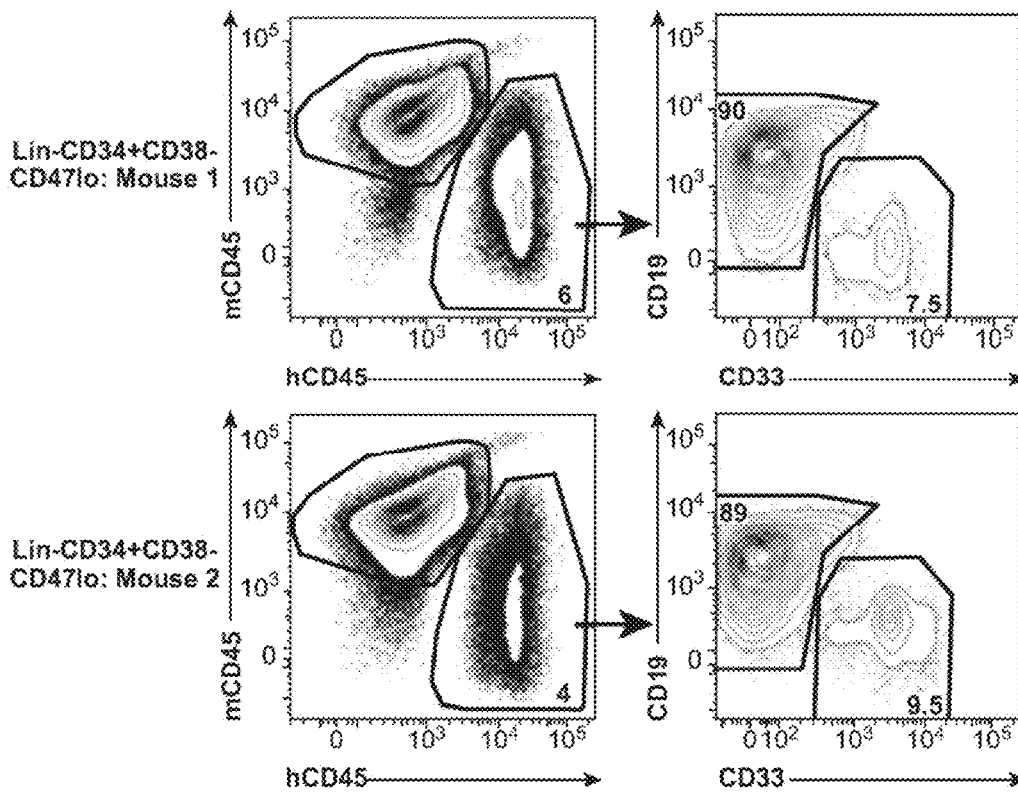 Lin-CD34+CD38-
CD47lo: Mouse 1
mCD45
10⁵
10⁴
10³
0
6
0 10³ 10⁴ 10⁵
hCD45
CD19
10⁵
10⁴
10³
0
90
7.5
0 10² 10³ 10⁴ 10⁵
CD33
Lin-CD34+CD38-
CD47lo: Mouse 2
mCD45
10⁵
10⁴
10³
0
4
0 10³ 10⁴ 10⁵
hCD45
CD19
10⁵
10⁴
10³
0
89
9.5
0 10² 10³ 10⁴ 10⁵
CD33